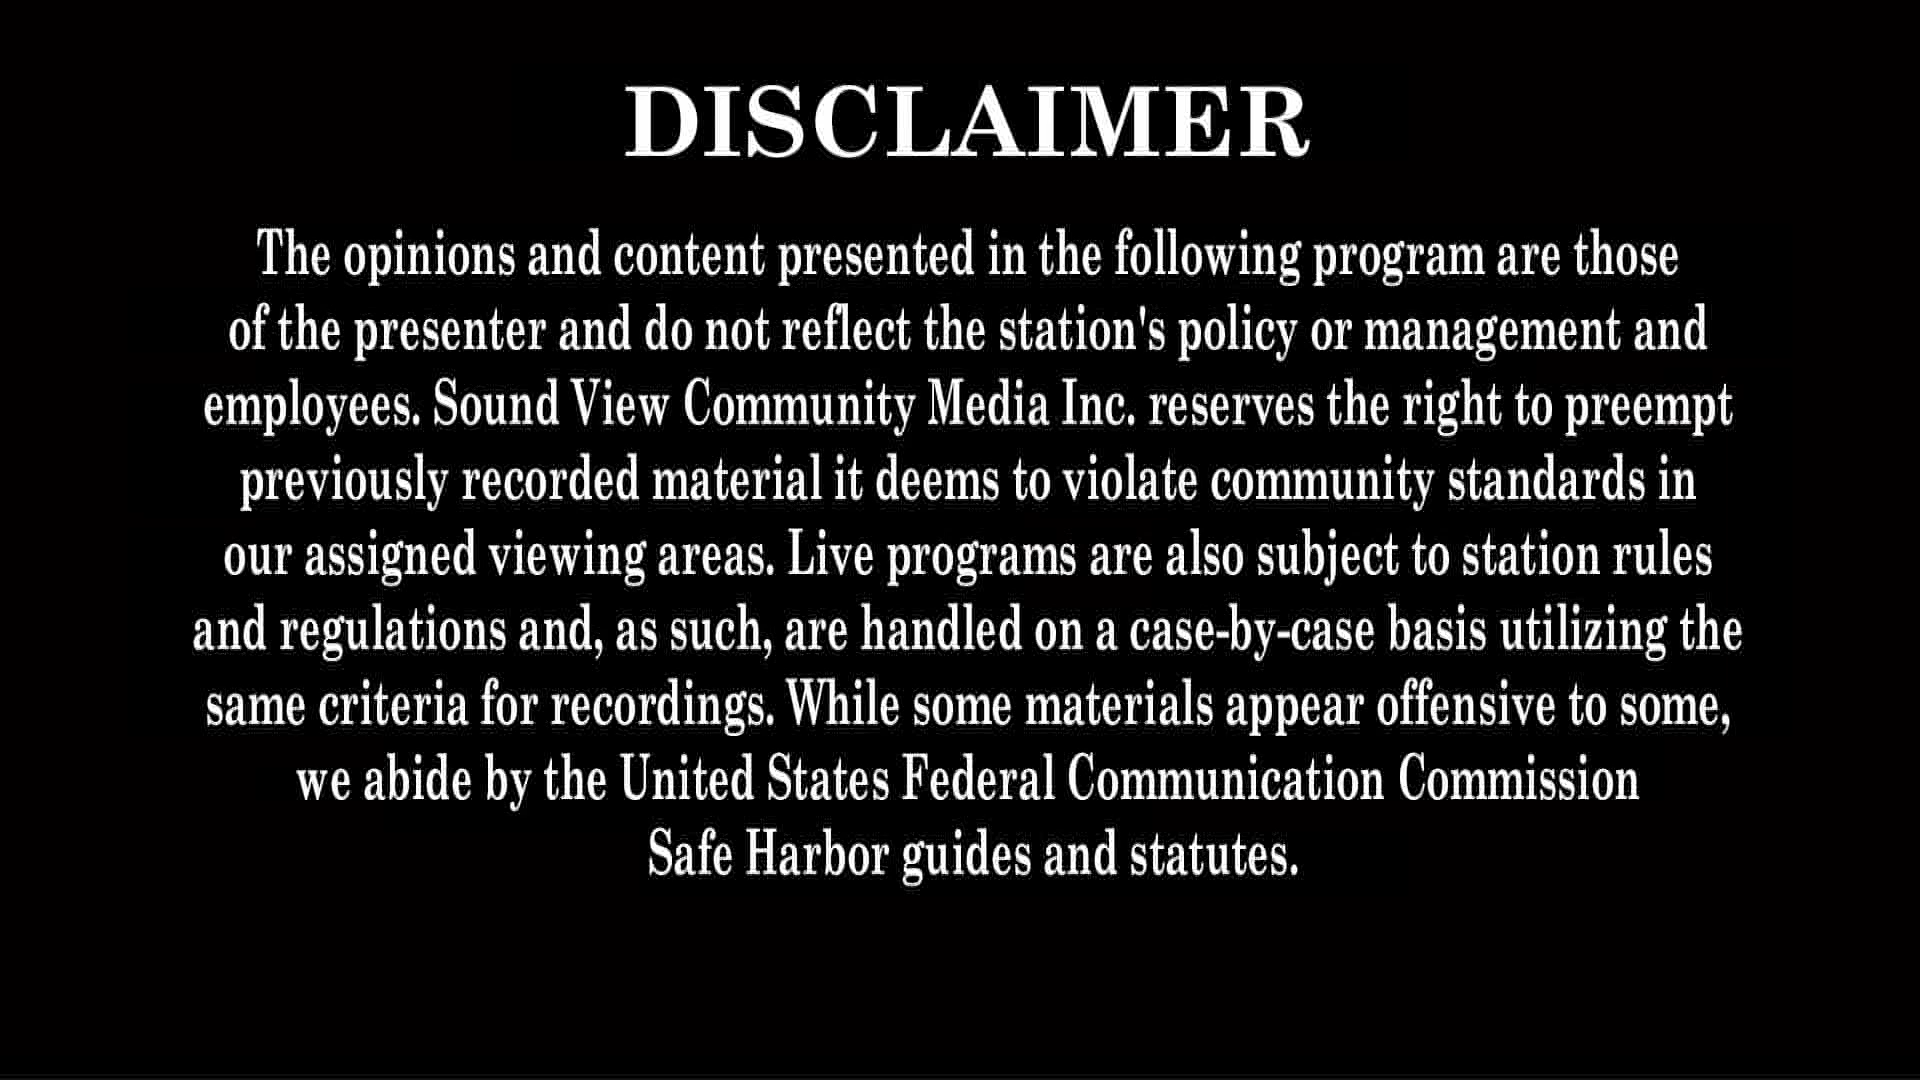 DISCLAIMER
The opinions and content presented in the following program are those
of the presenter and do not reflect the station's policy or management and
employees. Sound View Community Media Inc. reserves the right to preempt
previously recorded material it deems to violate community standards in
our assigned viewing areas. Live programs are also subject to station rules
and regulations and, as such, are handled on a case-by-case basis utilizing the
same criteria for recordings. While some materials appear offensive to some,
we abide by the United States Federal Communication Commission
Safe Harbor guides and statutes.